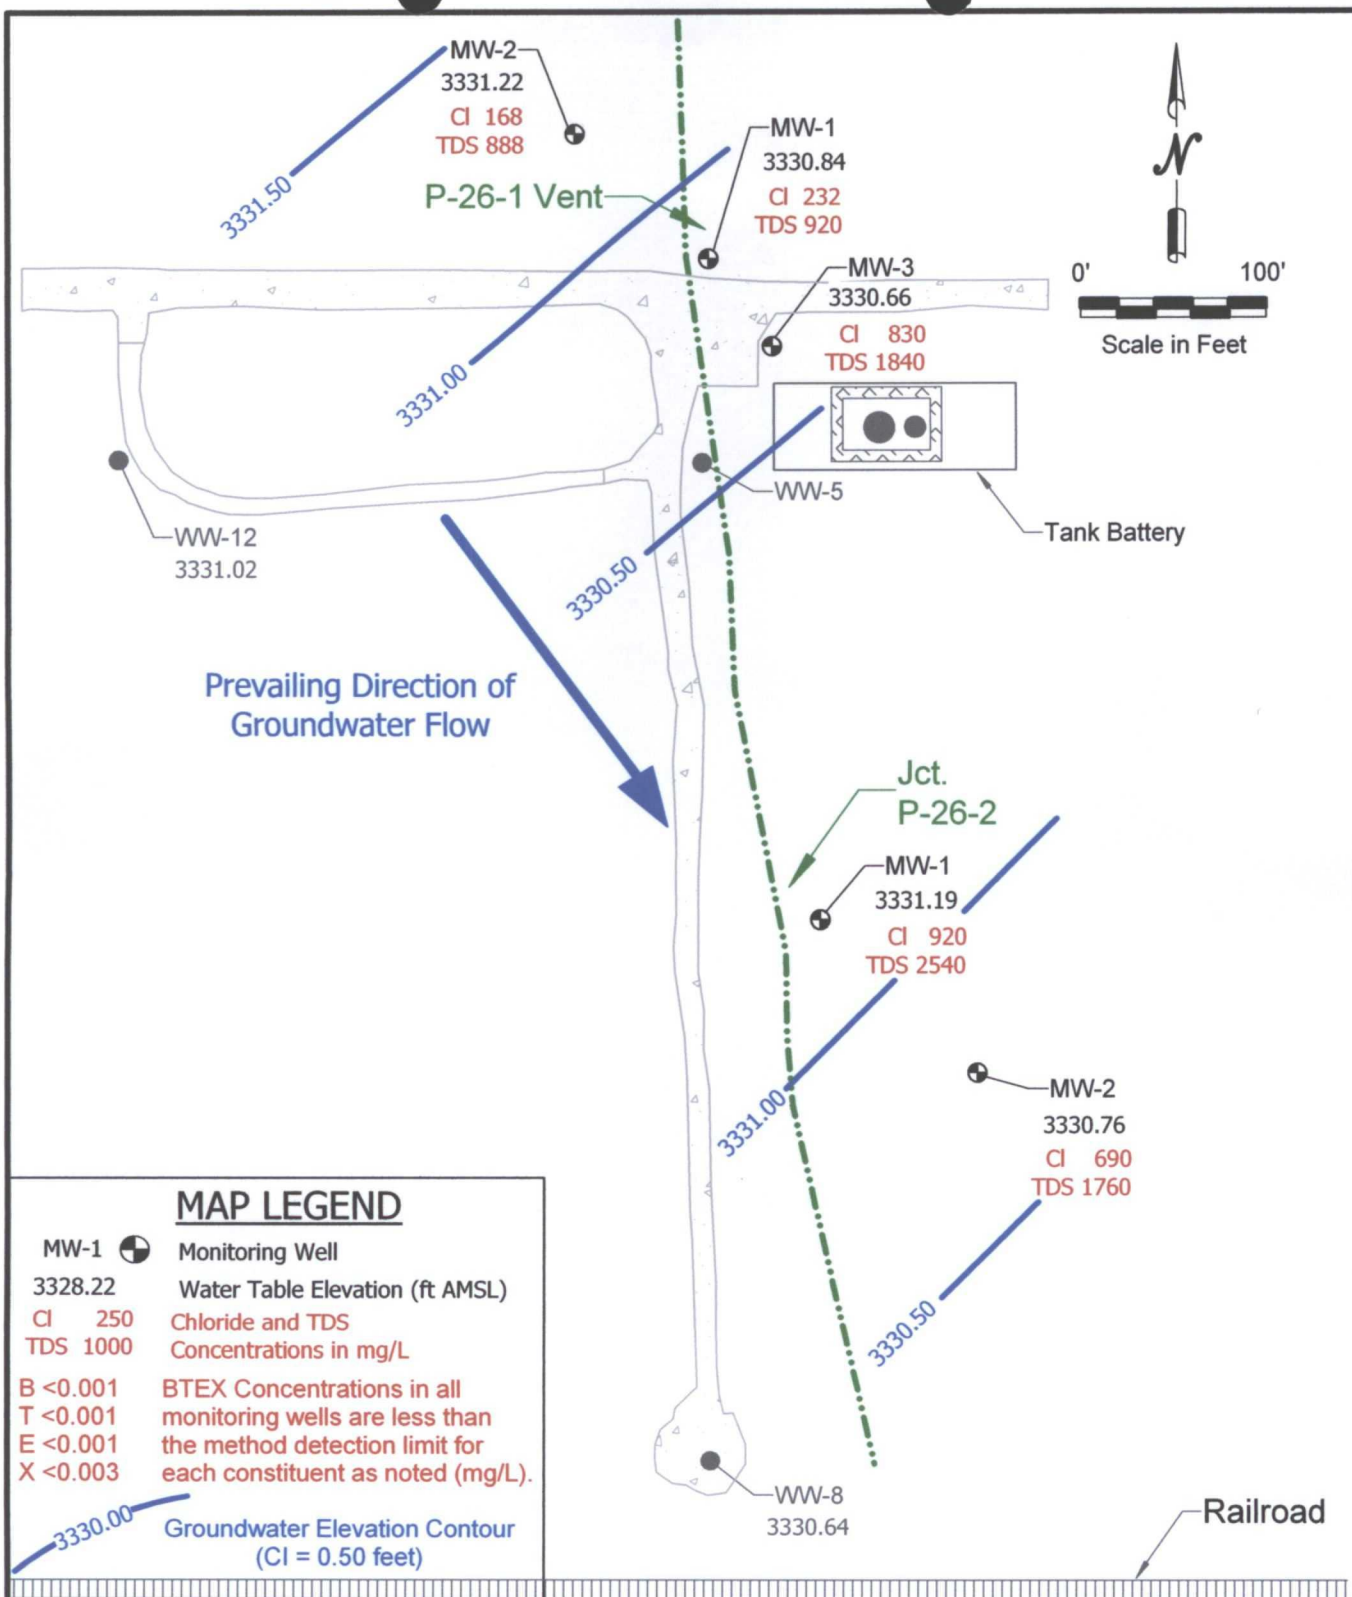 MW-2
3331.22
Cl 168
TDS 888
MW-1
3330.84
Cl 232
TDS 920
P-26-1 Vent
3331.50
N
0' 100'
Scale in Feet
MW-3
3330.66
Cl 830
TDS 1840
3331.00
WW-5
Tank Battery
WW-12
3331.02
3330.50
Prevailing Direction of
Groundwater Flow
Jct.
P-26-2
MW-1
3331.19
Cl 920
TDS 2540
3331.00
MW-2
3330.76
Cl 690
TDS 1760
3330.50
WW-8
3330.64
Railroad
MAP LEGEND
MW-1 Monitoring Well
3328.22 Water Table Elevation (ft AMSL)
Cl 250 Chloride and TDS
TDS 1000 Concentrations in mg/L
B <0.001 BTEX Concentrations in all
T <0.001 monitoring wells are less than
E <0.001 the method detection limit for
X <0.003 each constituent as noted (mg/L).
3330.00 Groundwater Elevation Contour
(CI = 0.50 feet)